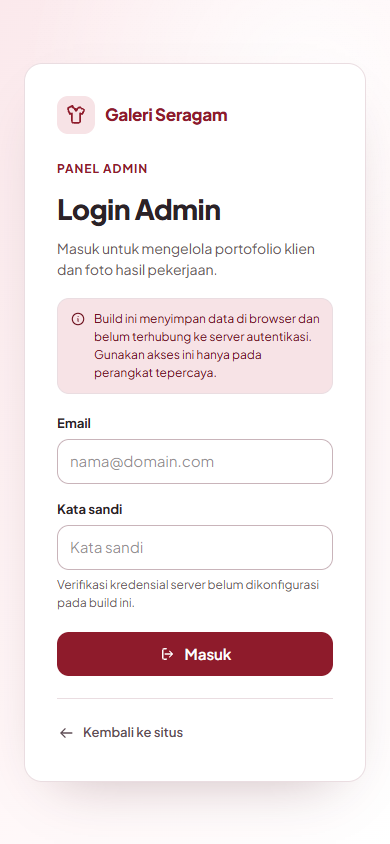 Galeri Seragam
PANEL ADMIN
Login Admin
Masuk untuk mengelola portofolio klien
dan foto hasil pekerjaan.
Build ini menyimpan data di browser dan
belum terhubung ke server autentikasi.
Gunakan akses ini hanya pada
perangkat tepercaya.
Email
nama@domain.com
Kata sandi
Kata sandi
Verifikasi kredensial server belum dikonfigurasi
pada build ini.
Masuk
Kembali ke situs